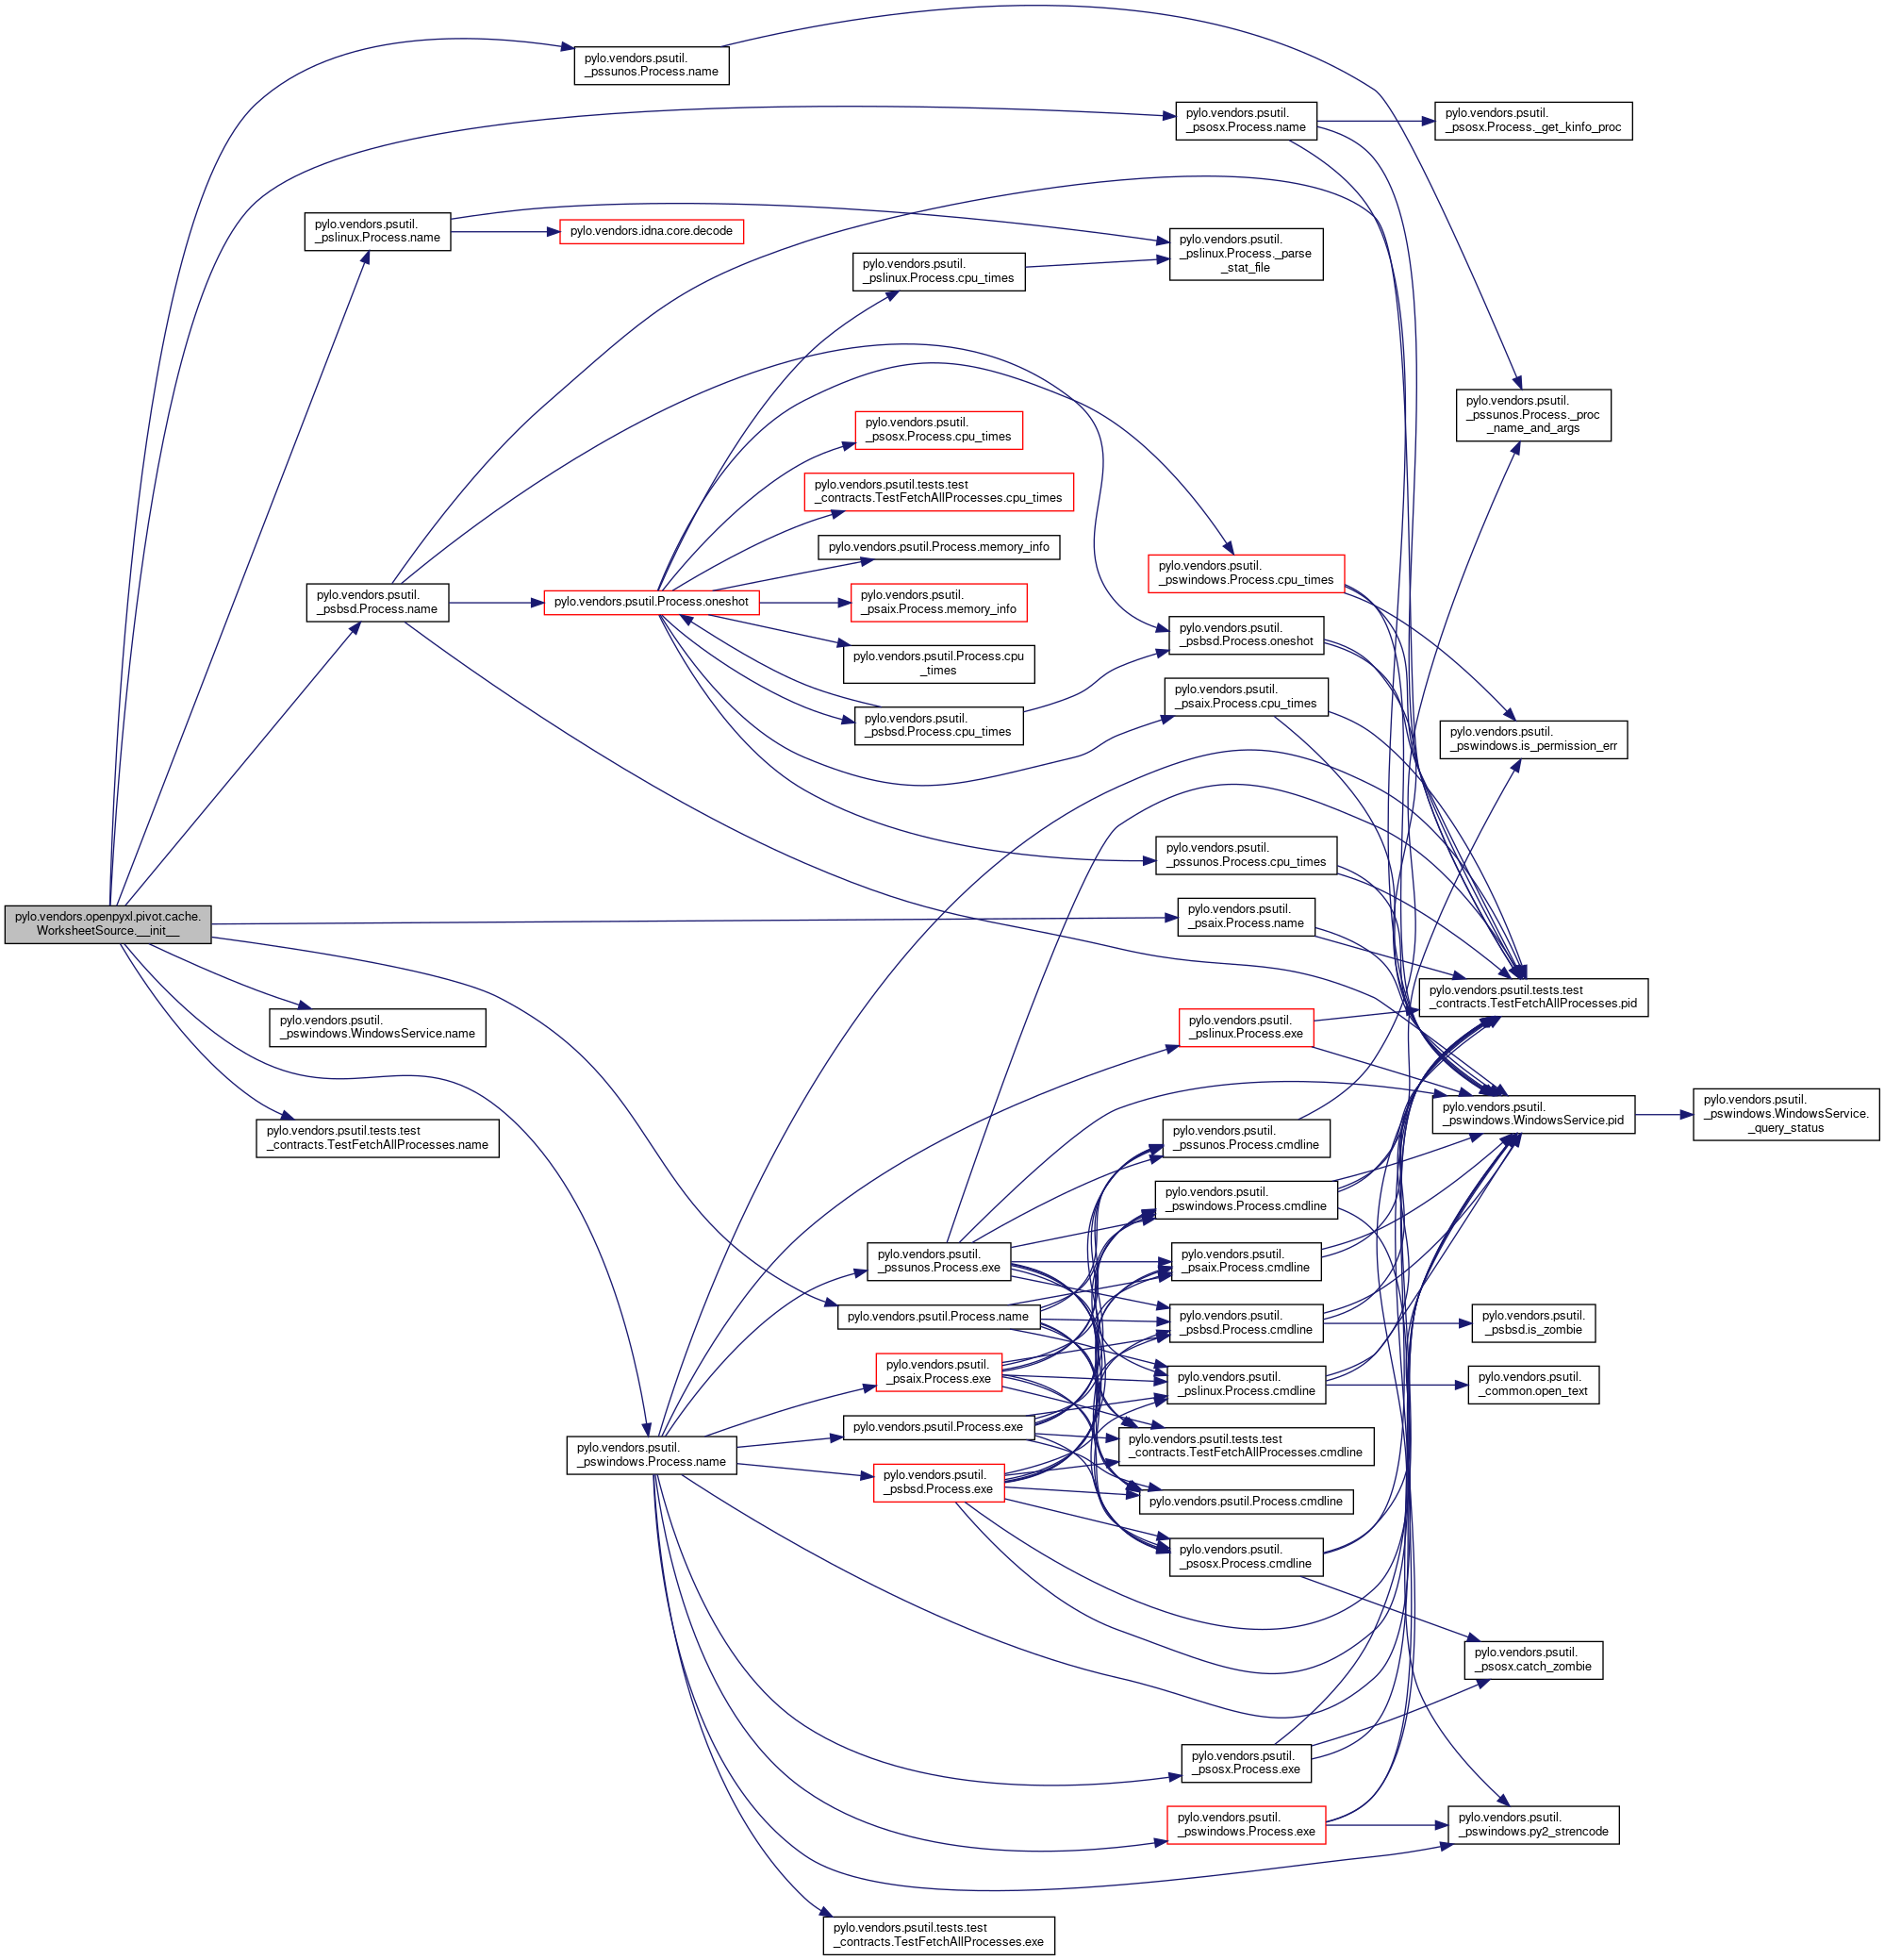 pylo.vendors.psutil.
_pssunos.Process.name
pylo.vendors.psutil.
_psosx.Process.name
pylo.vendors.psutil.
_psosx.Process._get_kinfo_proc
pylo.vendors.psutil.
_pslinux.Process.name
pylo.vendors.idna.core.decode
pylo.vendors.psutil.
_pslinux.Process._parse
_stat_file
pylo.vendors.psutil.
_pslinux.Process.cpu_times
pylo.vendors.psutil.
_pssunos.Process._proc
_name_and_args
pylo.vendors.psutil.
_psosx.Process.cpu_times
pylo.vendors.psutil.tests.test
_contracts.TestFetchAllProcesses.cpu_times
pylo.vendors.psutil.Process.memory_info
pylo.vendors.psutil.
_pswindows.Process.cpu_times
pylo.vendors.psutil.
_psbsd.Process.name
pylo.vendors.psutil.Process.oneshot
pylo.vendors.psutil.
_psaix.Process.memory_info
pylo.vendors.psutil.
_psbsd.Process.oneshot
pylo.vendors.psutil.Process.cpu
_times
pylo.vendors.psutil.
_psaix.Process.cpu_times
pylo.vendors.psutil.
_psbsd.Process.cpu_times
pylo.vendors.psutil.
_pswindows.is_permission_err
pylo.vendors.psutil.
_pssunos.Process.cpu_times
pylo.vendors.openpyxl.pivot.cache.
WorksheetSource.__init__
pylo.vendors.psutil.
_psaix.Process.name
pylo.vendors.psutil.tests.test
_contracts.TestFetchAllProcesses.pid
pylo.vendors.psutil.
_pswindows.WindowsService.name
pylo.vendors.psutil.
_pslinux.Process.exe
pylo.vendors.psutil.
_pswindows.WindowsService.pid
pylo.vendors.psutil.
_pswindows.WindowsService.
_query_status
pylo.vendors.psutil.tests.test
_contracts.TestFetchAllProcesses.name
pylo.vendors.psutil.
_pssunos.Process.cmdline
pylo.vendors.psutil.
_pswindows.Process.cmdline
pylo.vendors.psutil.
_pssunos.Process.exe
pylo.vendors.psutil.
_psaix.Process.cmdline
pylo.vendors.psutil.Process.name
pylo.vendors.psutil.
_psbsd.Process.cmdline
pylo.vendors.psutil.
_psbsd.is_zombie
pylo.vendors.psutil.
_psaix.Process.exe
pylo.vendors.psutil.
_pslinux.Process.cmdline
pylo.vendors.psutil.
_common.open_text
pylo.vendors.psutil.Process.exe
pylo.vendors.psutil.tests.test
_contracts.TestFetchAllProcesses.cmdline
pylo.vendors.psutil.
_pswindows.Process.name
pylo.vendors.psutil.
_psbsd.Process.exe
pylo.vendors.psutil.Process.cmdline
pylo.vendors.psutil.
_psosx.Process.cmdline
pylo.vendors.psutil.
_psosx.catch_zombie
pylo.vendors.psutil.
_psosx.Process.exe
pylo.vendors.psutil.
_pswindows.Process.exe
pylo.vendors.psutil.
_pswindows.py2_strencode
pylo.vendors.psutil.tests.test
_contracts.TestFetchAllProcesses.exe